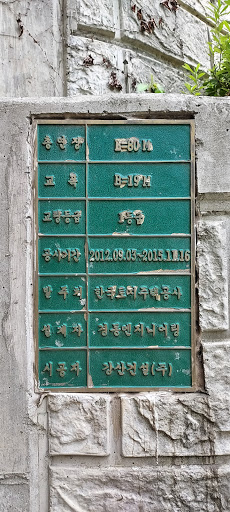 총연장 L=80 M
교 폭 B=19 M
교량등급 1등급
공사기간 2012.09.03~2015.11.16
발 주 처 한국토지주택공사
설 계 자 경동엔지니어링
시 공 자 강산건설(주)